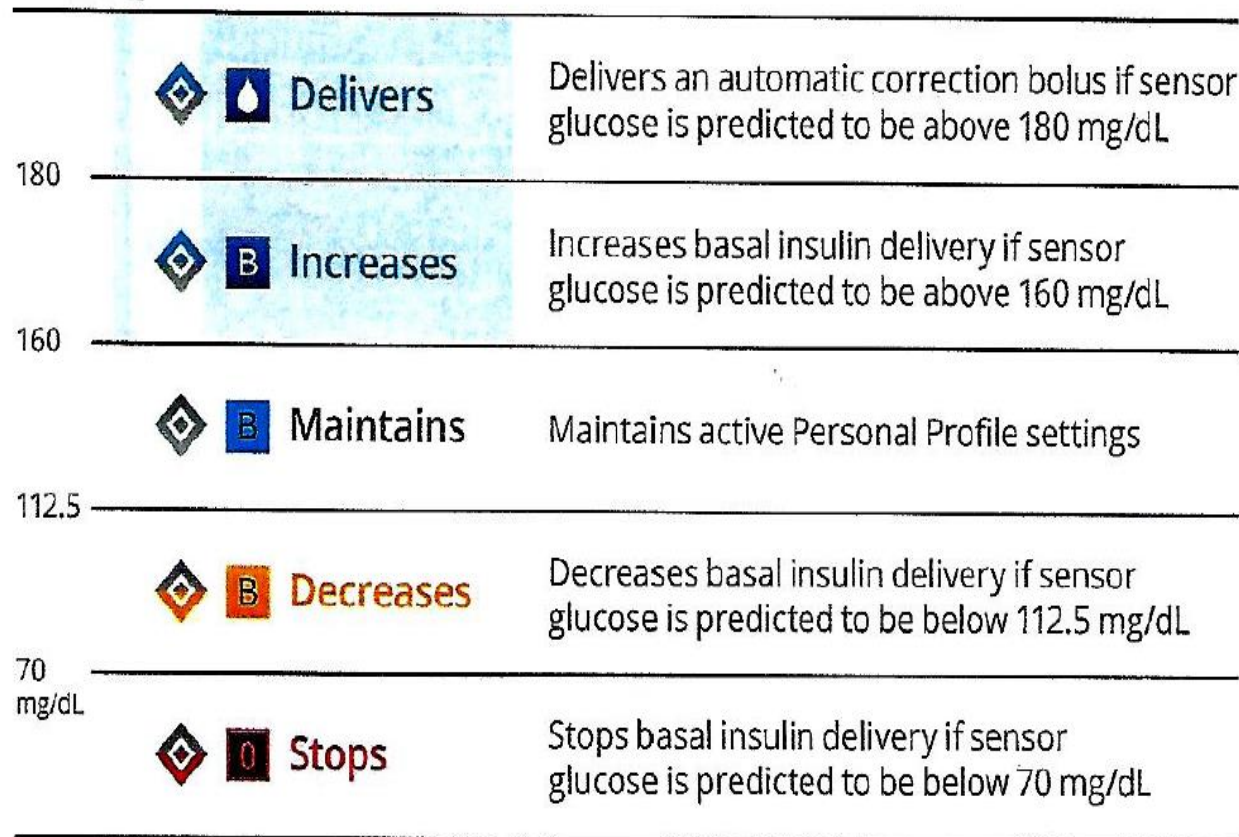 Delivers
Delivers an automatic correction bolus if sensor
glucose is predicted to be above 180 mg/dL
180
B Increases
Increases basal insulin delivery if sensor
glucose is predicted to be above 160 mg/dL
160
B Maintains
Maintains active Personal Profile settings
112.5
B Decreases
Decreases basal insulin delivery if sensor
glucose is predicted to be below 112.5 mg/dL
70
mg/dL
0 Stops
Stops basal insulin delivery if sensor
glucose is predicted to be below 70 mg/dL